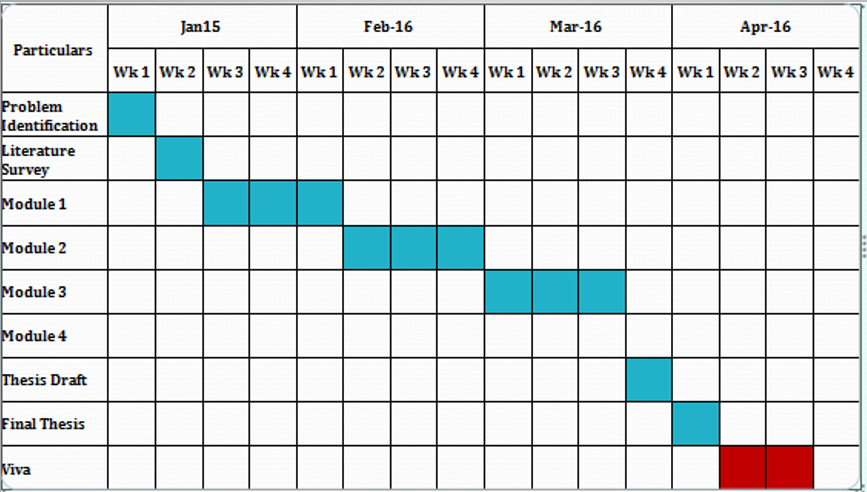 Particulars
Jan15 Feb-16 Mar-16 Apr-16
Wk 1 Wk 2 Wk 3 Wk 4 Wk 1 Wk 2 Wk 3 Wk 4 Wk 1 Wk 2 Wk 3 Wk 4 Wk 1 Wk 2 Wk 3 Wk 4
Problem
Identification
Literature
Survey
Module 1
Module 2
Module 3
Module 4
Thesis Draft
Final Thesis
Viva